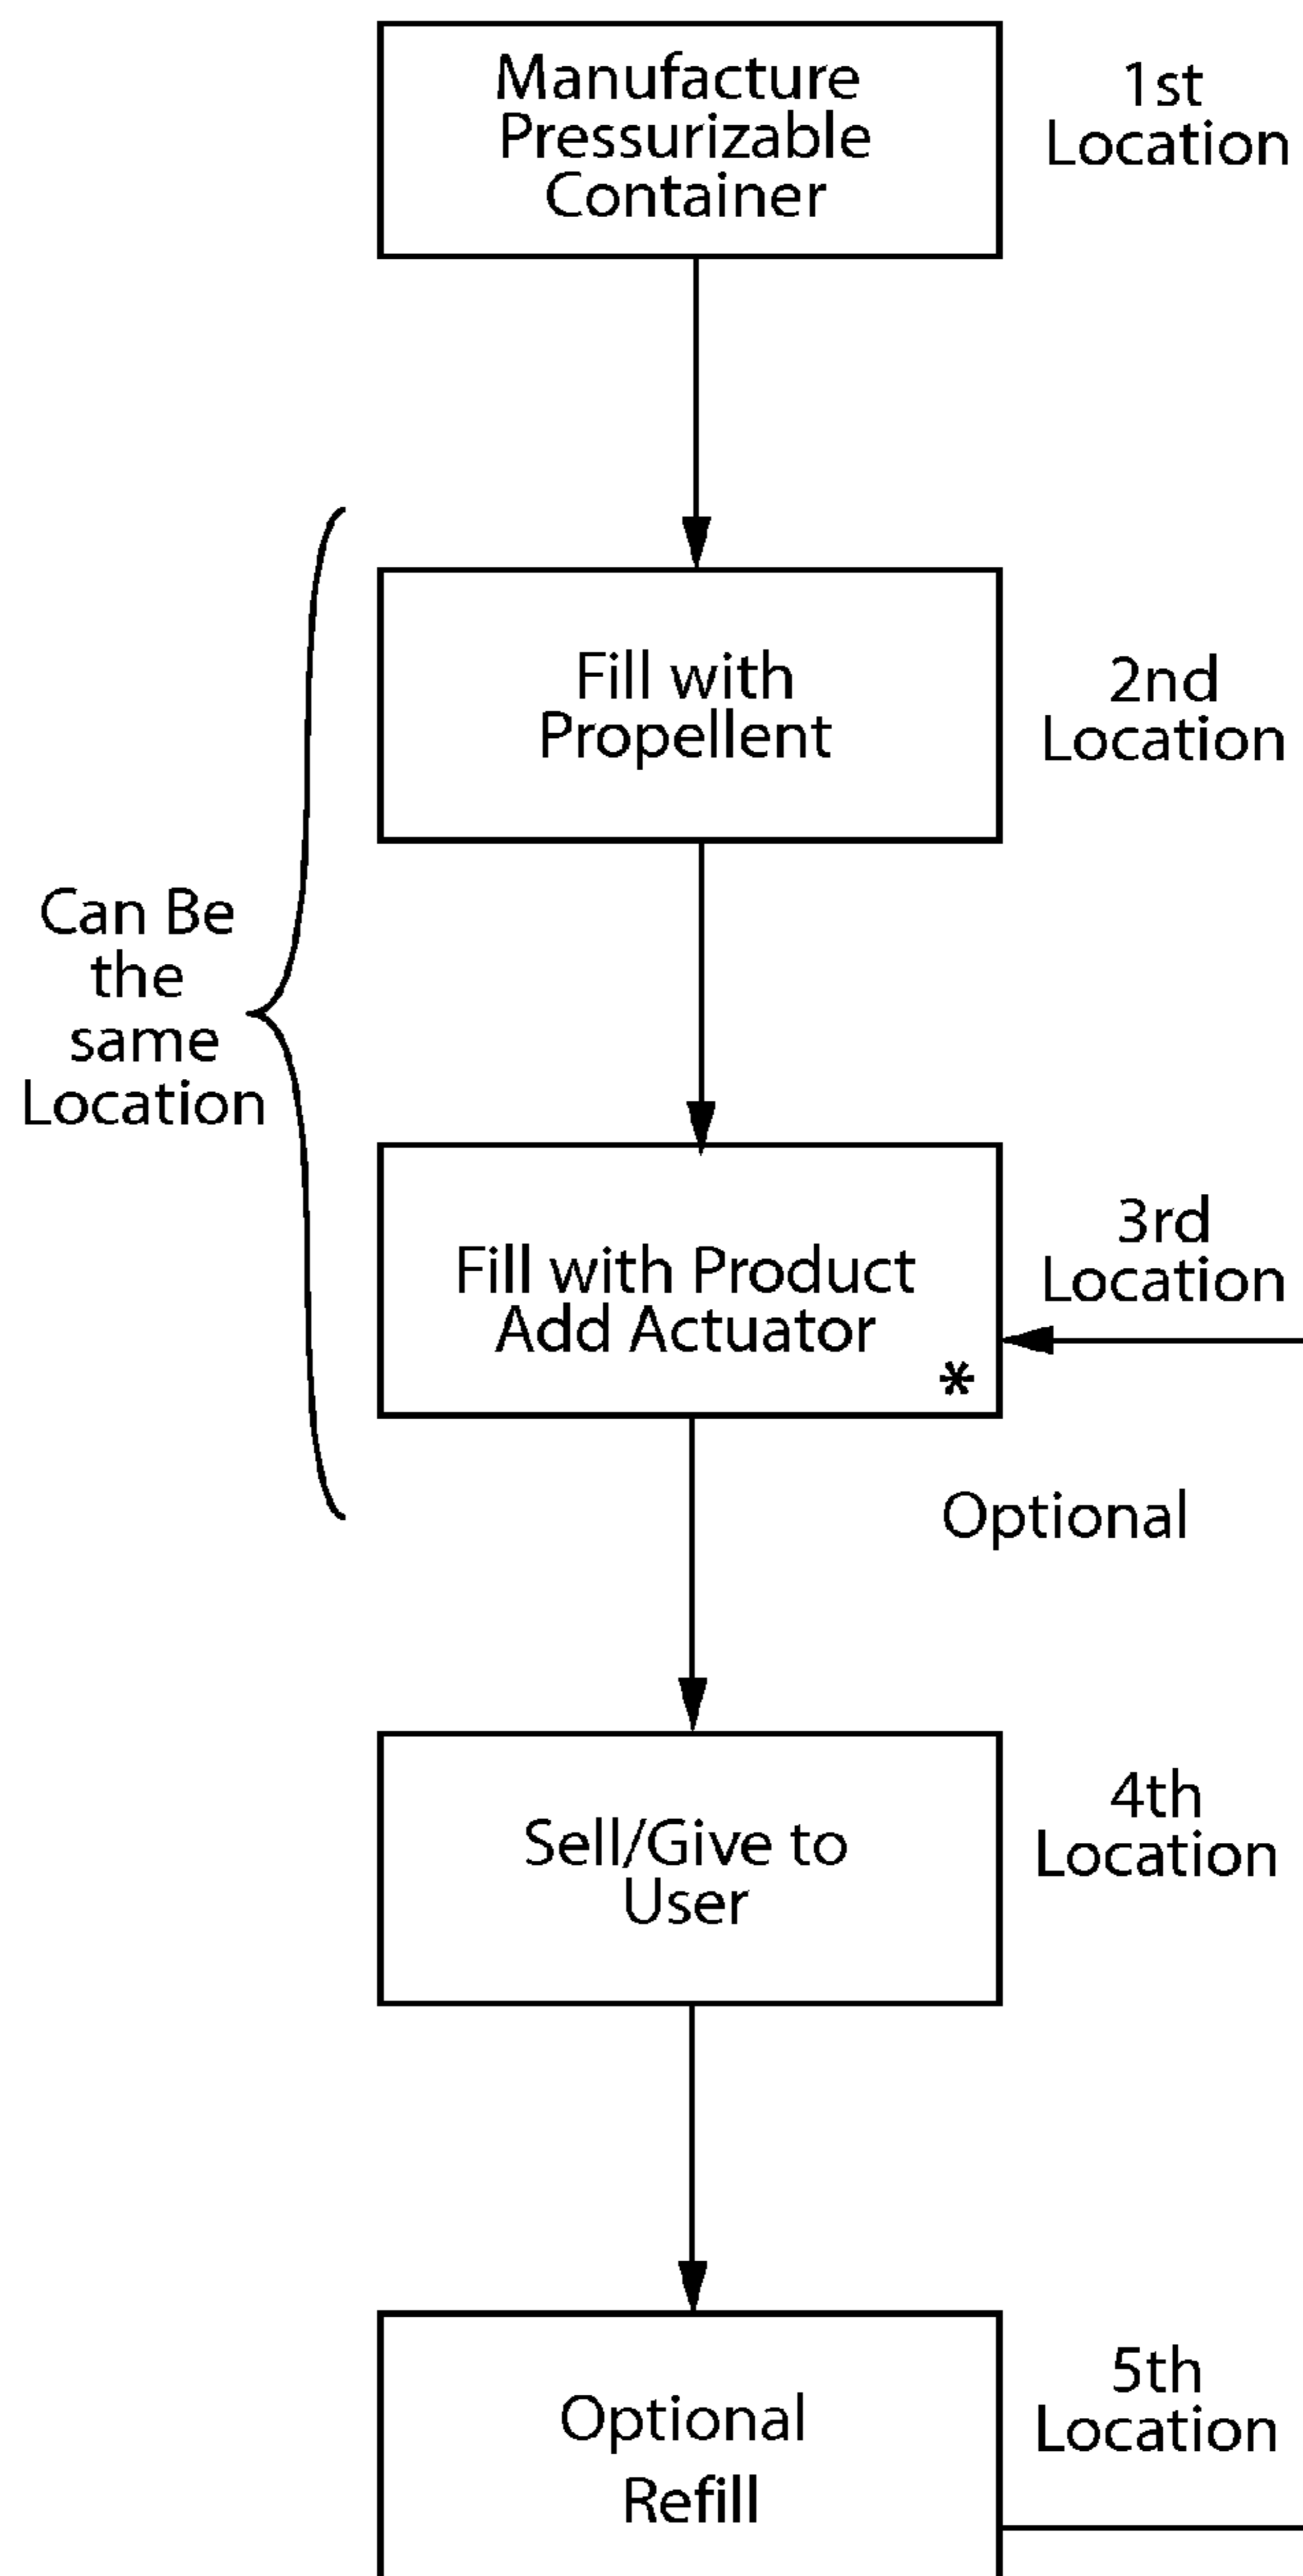 Manufacture
Pressurizable
Container
1st
Location
Fill with
Propellent
2nd
Location
Can Be
the
same
Location
Fill with Product
Add Actuator
*
3rd
Location
Optional
Sell/Give to
User
4th
Location
Optional
Refill
5th
Location